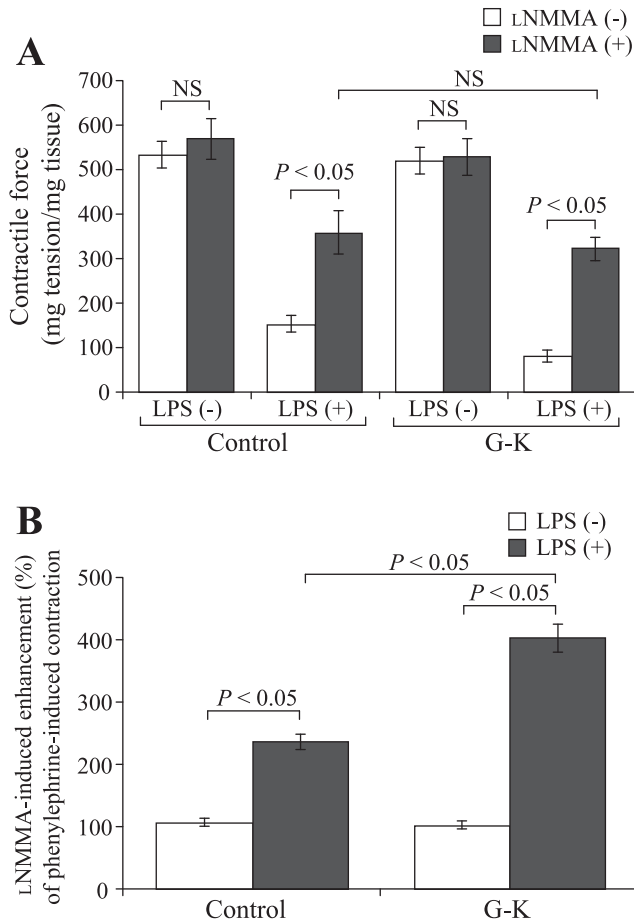 LNMMA (-)
LNMMA (+)
A
Contractile force
(mg tension/mg tissue)
700
600
500
400
300
200
100
0
NS
NS
NS
P < 0.05
P < 0.05
LPS (-)
LPS (+)
LPS (-)
LPS (+)
Control
G-K
B
LPS (-)
LPS (+)
LNMMA-induced enhancement (%)
of phenylephrine-induced contraction
500
400
300
200
100
0
P < 0.05
P < 0.05
P < 0.05
Control
G-K